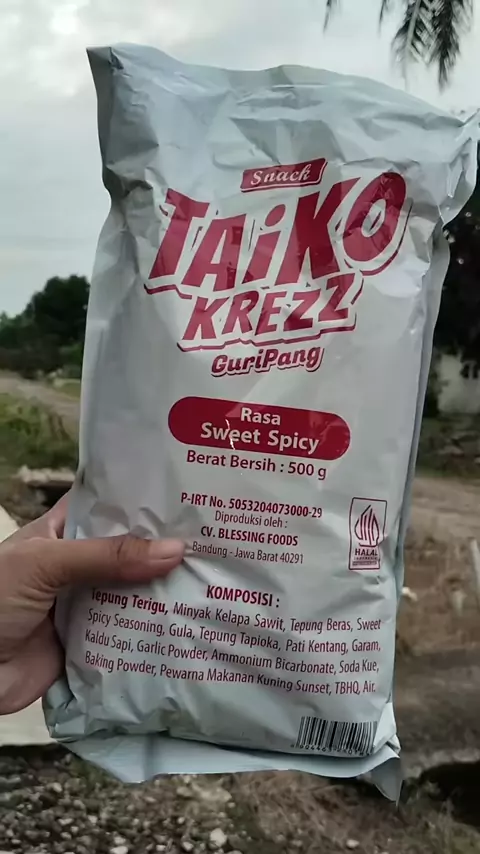 Snack
TAiKO
KREZZ
GuriPang
Rasa
Sweet Spicy
Berat Bersih : 500 g
P-IRT No. 5053204073000-29
Diproduksi oleh :
CV. BLESSING FOODS
Bandung - Jawa Barat 40291
HALAL
INDONESIA
KOMPOSISI :
Tepung Terigu, Minyak Kelapa Sawit, Tepung Beras, Sweet
Spicy Seasoning, Gula, Tepung Tapioka, Pati Kentang, Garam,
Kaldu Sapi, Garlic Powder, Ammonium Bicarbonate, Soda Kue,
Baking Powder, Pewarna Makanan Kuning Sunset, TBHQ, Air.